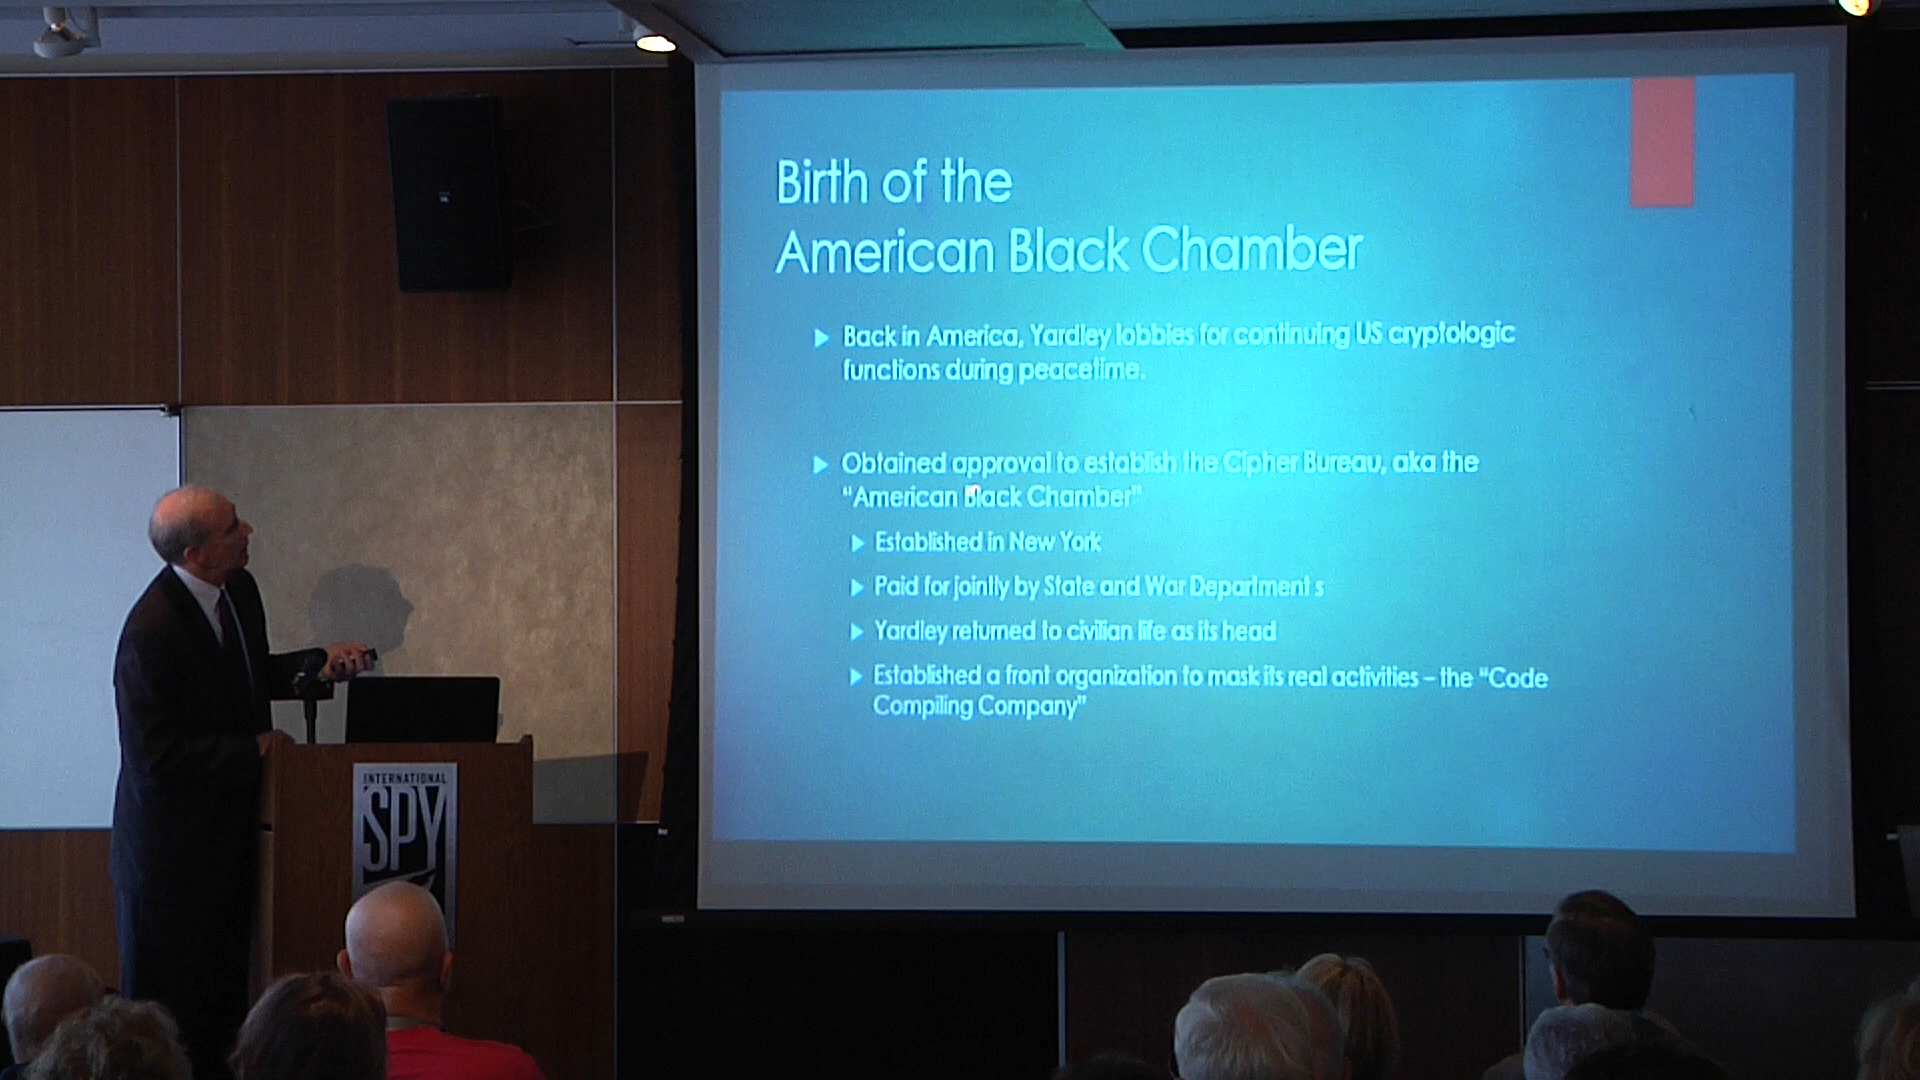 Birth of the
American Black Chamber
Back in America, Yardley lobbies for continuing US cryptologic
functions during peacetime.
Obtained approval to establish the Cipher Bureau, aka the
"American Black Chamber"
Established in New York
Paid for jointly by State and War Department s
Yardley returned to civilian life as its head
Established a front organization to mask its real activities – the "Code
Compiling Company"
INTERNATIONAL
SPY